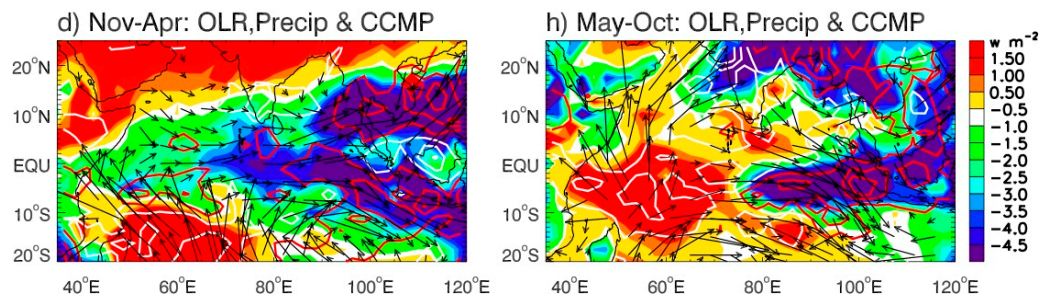 d) Nov-Apr: OLR,Precip & CCMP
h) May-Oct: OLR,Precip & CCMP
w m⁻²
20°N
10°N
EQU
10°S
20°S
40°E
60°E
80°E
100°E
120°E
20°N
10°N
EQU
10°S
20°S
40°E
60°E
80°E
100°E
120°E
1.50
1.00
0.50
-0.5
-1.0
-2.0
-2.5
-3.0
-3.5
-4.0
-4.5